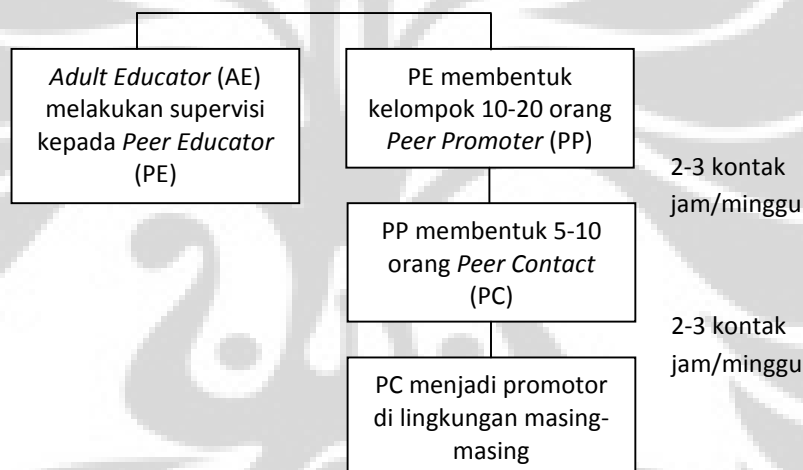 Adult Educator (AE)
melakukan supervisi
kepada Peer Educator
(PE)
PE membentuk
kelompok 10-20 orang
Peer Promoter (PP)
2-3 kontak
jam/minggu
PP membentuk 5-10
orang Peer Contact
(PC)
2-3 kontak
jam/minggu
PC menjadi promotor
di lingkungan masing-
masing